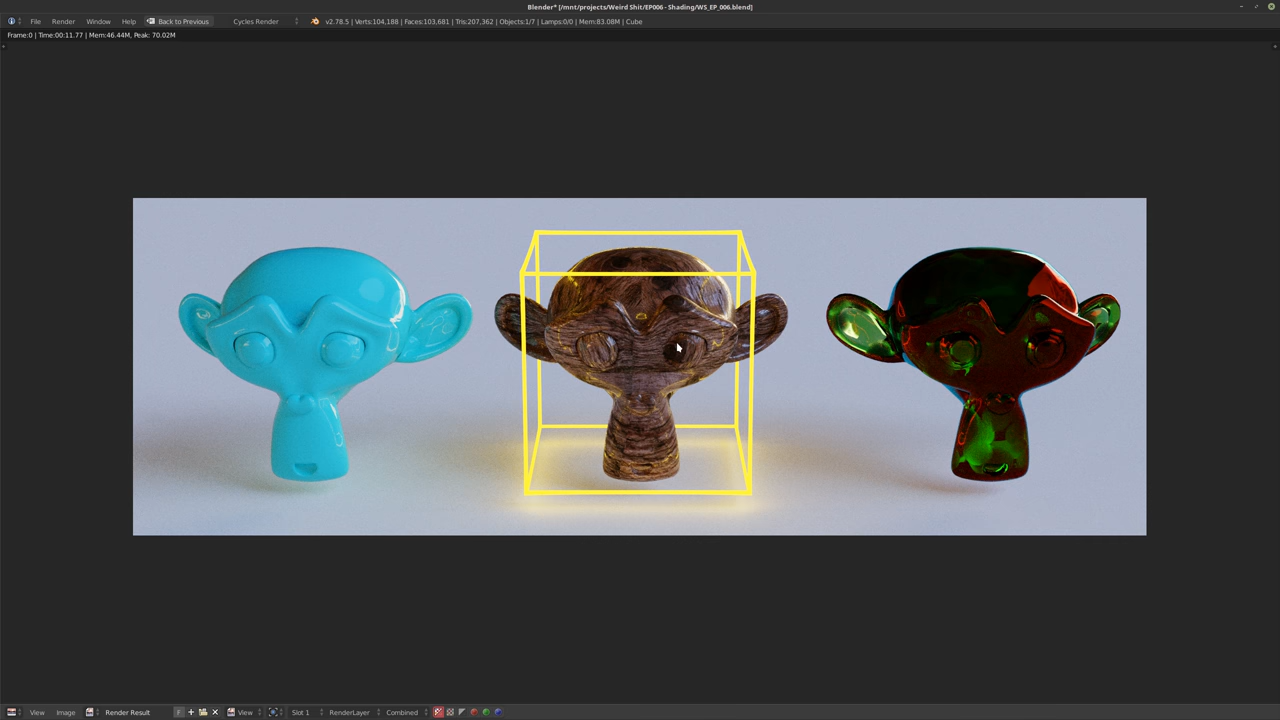 Blender* [/mnt/projects/Weird Shit/EP006 - Shading/WS_EP_006.blend]
File Render Window Help Back to Previous Cycles Render v2.78.5 | Verts:104,188 | Faces:103,681 | Tris:207,362 | Objects:1/7 | Lamps:0/0 | Mem:83.08M | Cube
Frame:0 | Time:00:11.77 | Mem:46.44M, Peak: 70.02M
View Image Render Result F View Slot 1 RenderLayer Combined